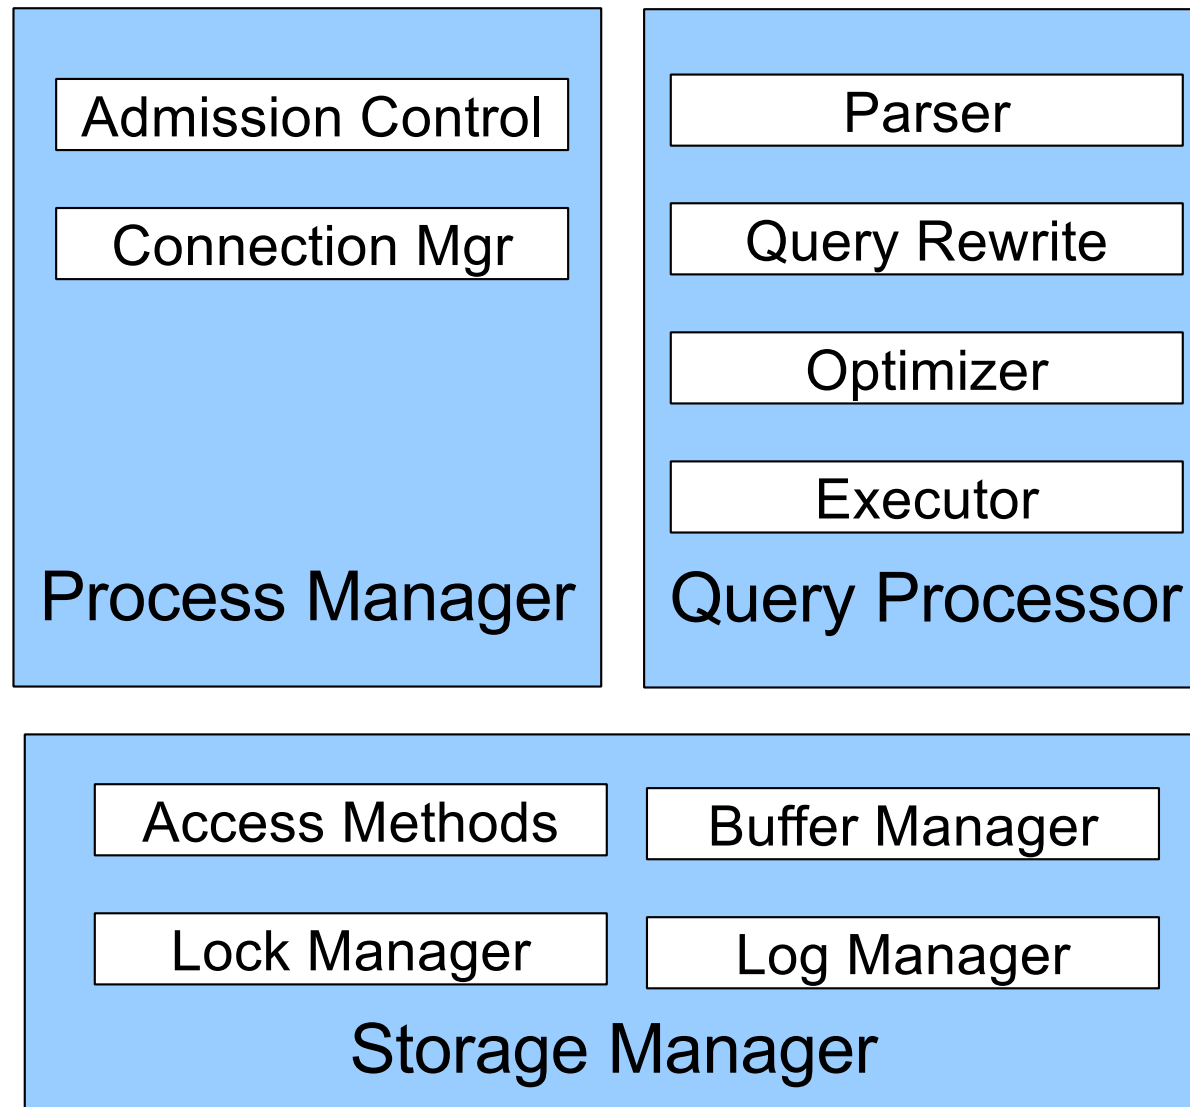 Admission Control
Connection Mgr
Process Manager
Parser
Query Rewrite
Optimizer
Executor
Query Processor
Access Methods
Buffer Manager
Lock Manager
Log Manager
Storage Manager